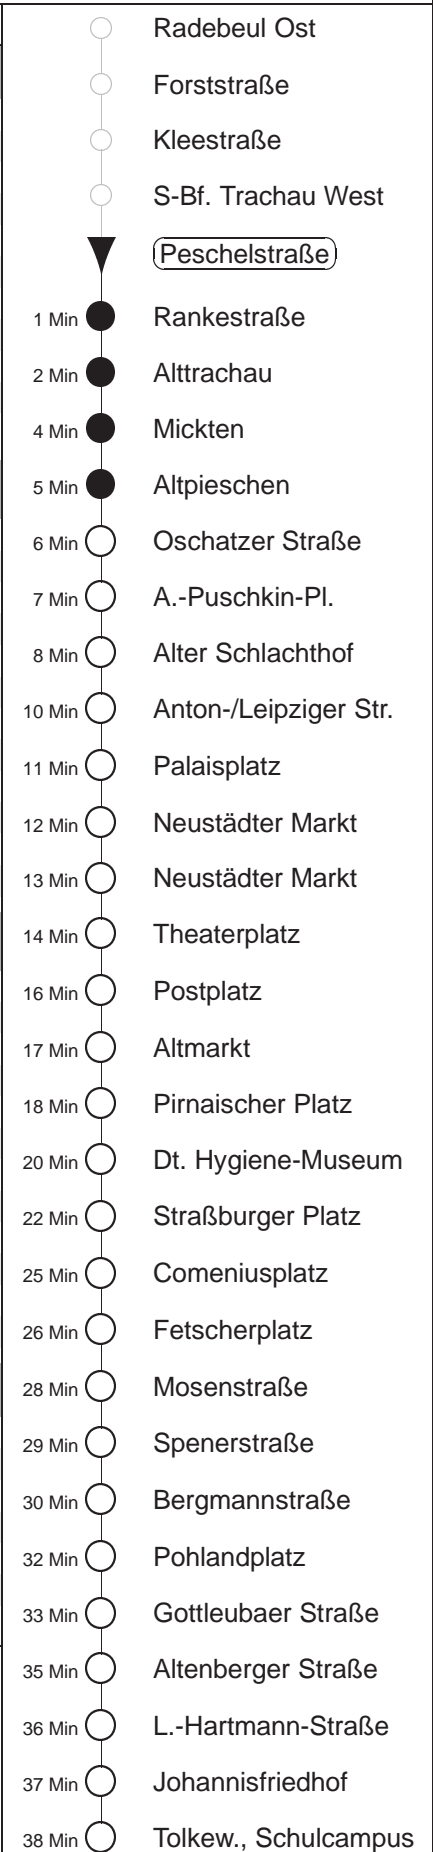 Radebeul Ost
Forststraße
Kleestraße
S-Bf. Trachau West
Peschelstraße
1 Min Rankestraße
2 Min Alttrachau
4 Min Mickten
5 Min Altpieschen
6 Min Oschatzer Straße
7 Min A.-Puschkin-Pl.
8 Min Alter Schlachthof
10 Min Anton-/Leipziger Str.
11 Min Palaisplatz
12 Min Neustädter Markt
13 Min Neustädter Markt
14 Min Theaterplatz
16 Min Postplatz
17 Min Altmarkt
18 Min Pirnaischer Platz
20 Min Dt. Hygiene-Museum
22 Min Straßburger Platz
25 Min Comeniusplatz
26 Min Fetscherplatz
28 Min Mosenstraße
29 Min Spenerstraße
30 Min Bergmannstraße
32 Min Pohlandplatz
33 Min Gottleubaer Straße
35 Min Altenberger Straße
36 Min L.-Hartmann-Straße
37 Min Johannisfriedhof
38 Min Tolkew., Schulcampus